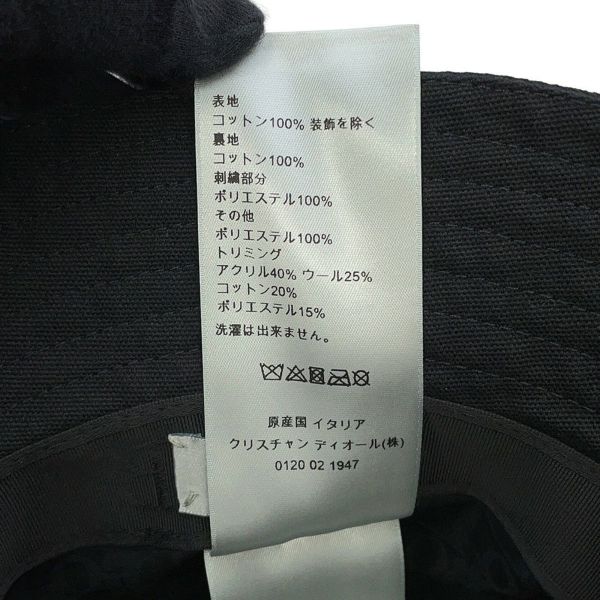 表地
コットン100% 装飾を除く
裏地
コットン100%
刺繍部分
ポリエステル100%
その他
ポリエステル100%
トリミング
アクリル40% ウール25%
コットン20%
ポリエステル15%
洗濯は出来ません。
原産国 イタリア
クリスチャン ディオール(株)
0120 02 1947